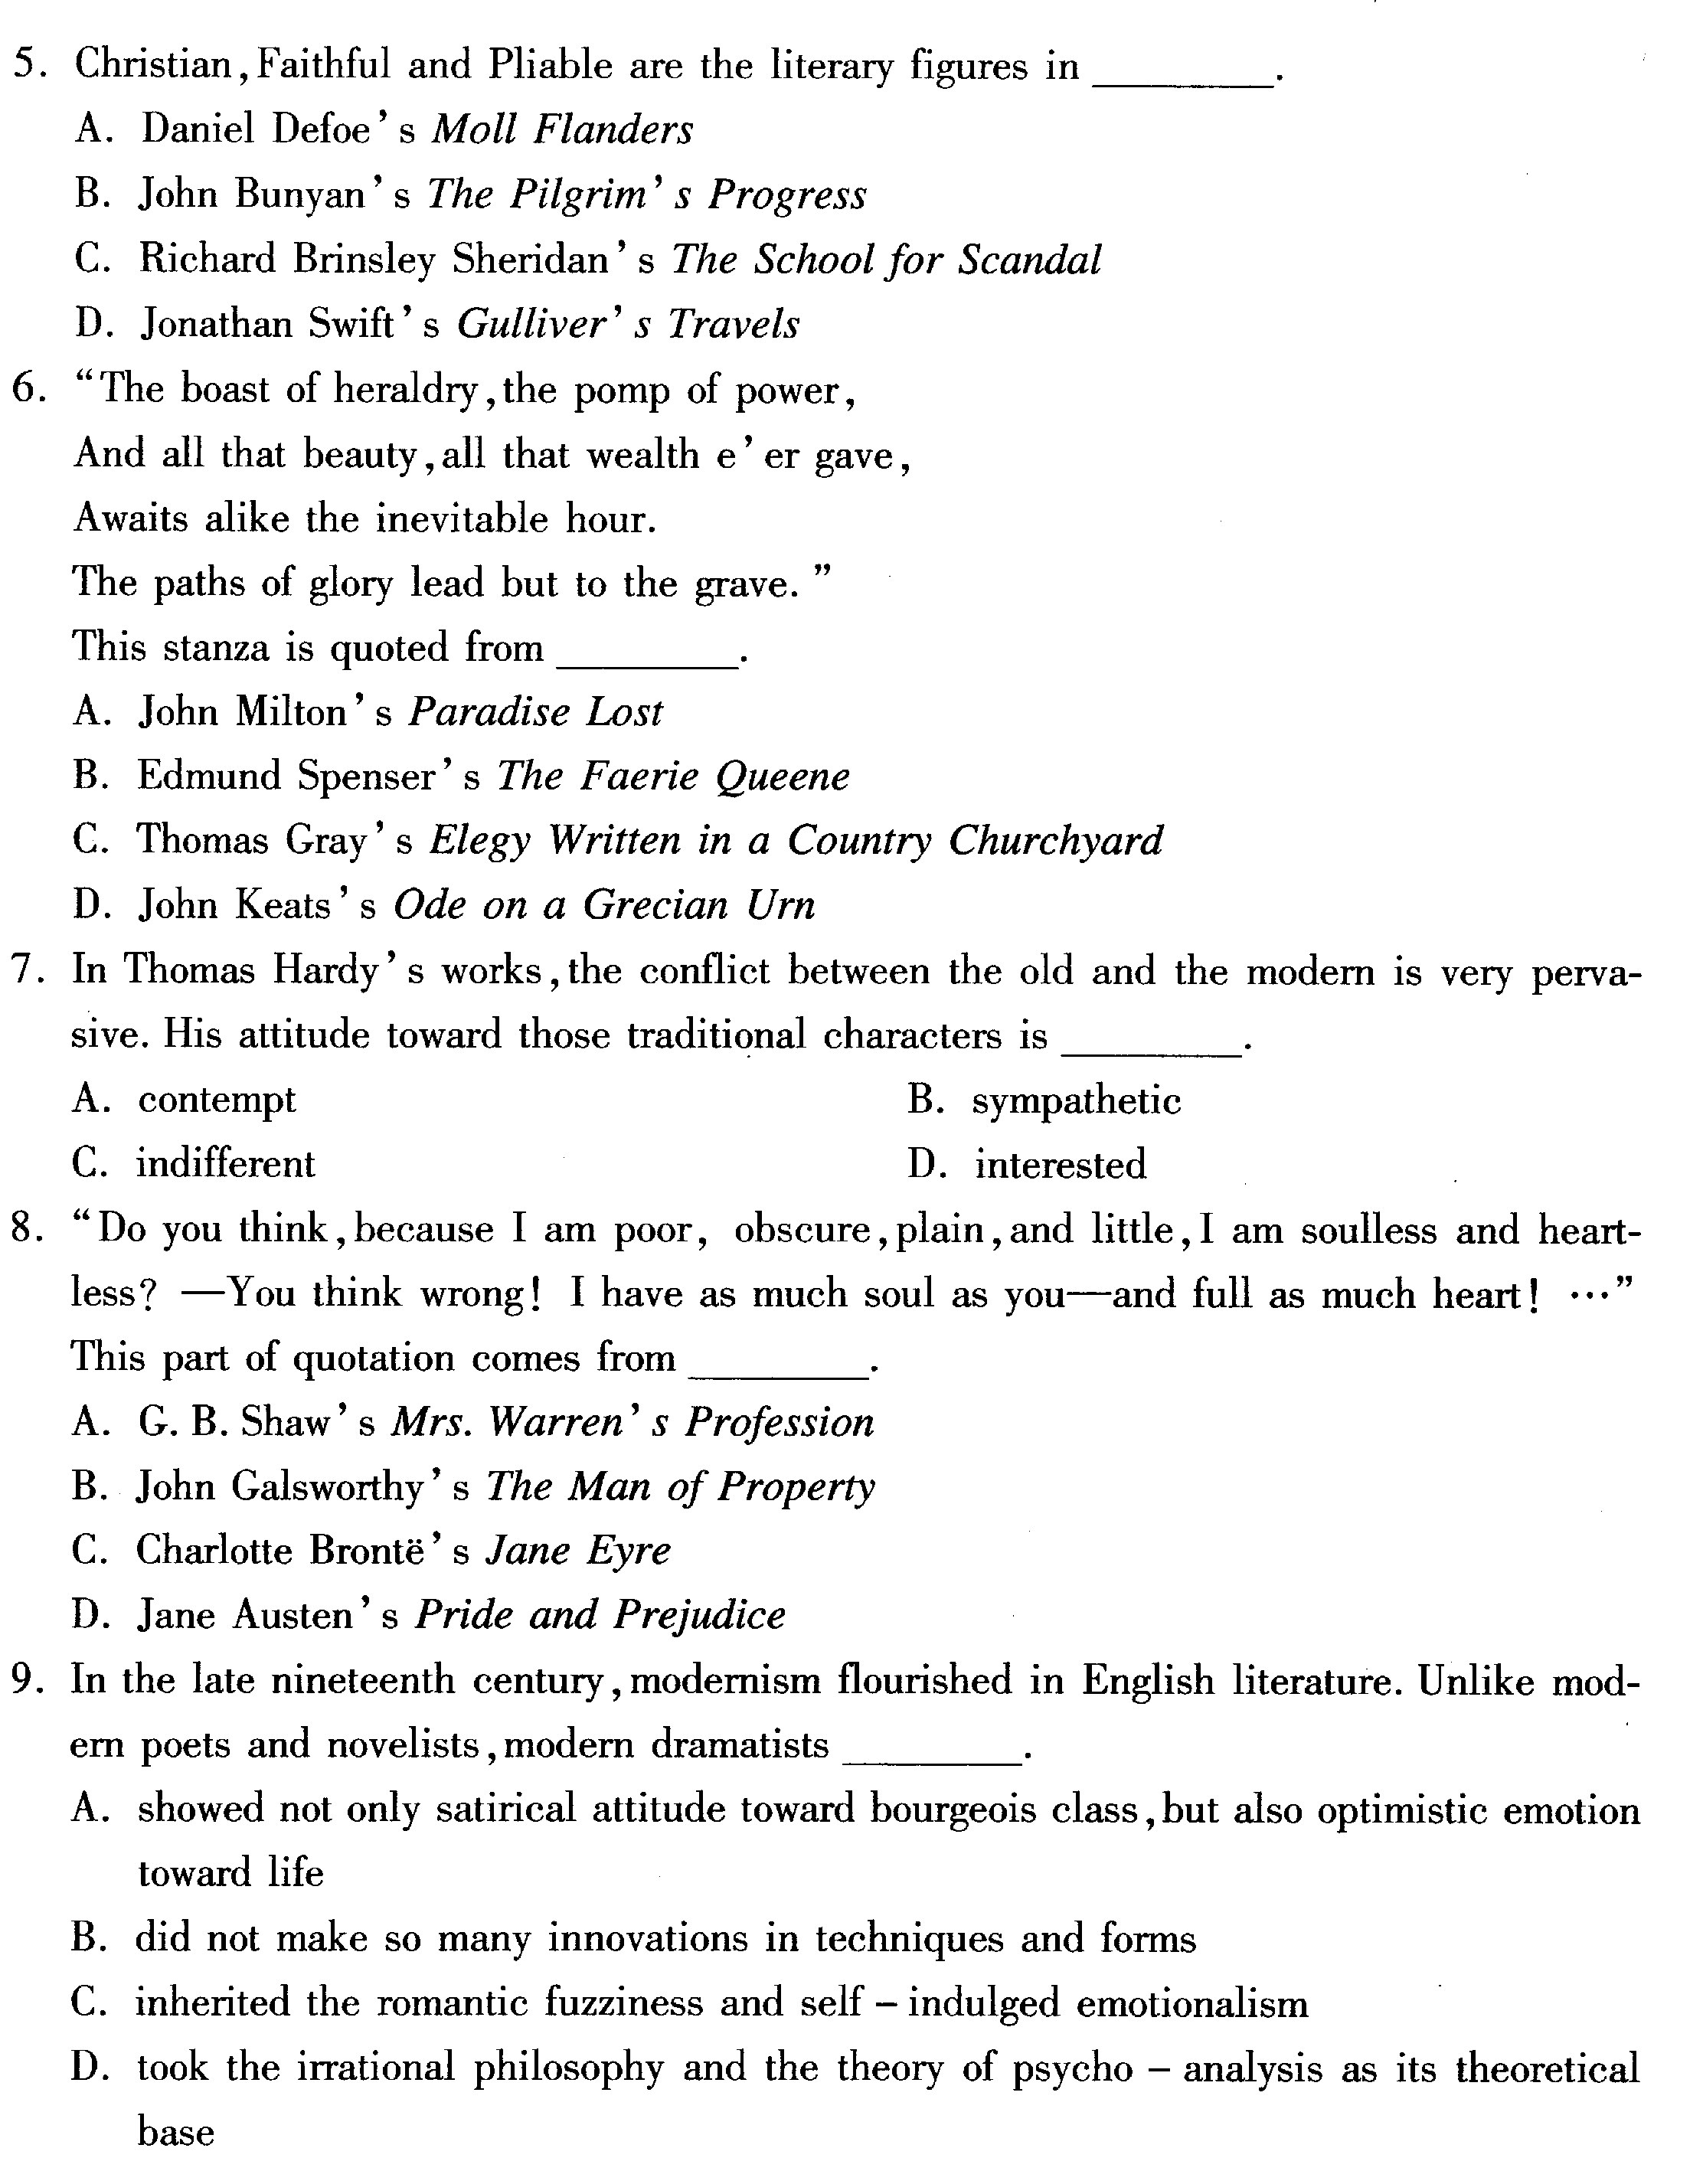 5. Christian, Faithful and Pliable are the literary figures in ________.
A. Daniel Defoe's Moll Flanders
B. John Bunyan's The Pilgrim's Progress
C. Richard Brinsley Sheridan's The School for Scandal
D. Jonathan Swift's Gulliver's Travels
6. “The boast of heraldry, the pomp of power,
And all that beauty, all that wealth e'er gave,
Awaits alike the inevitable hour.
The paths of glory lead but to the grave.”
This stanza is quoted from ________.
A. John Milton's Paradise Lost
B. Edmund Spenser's The Faerie Queene
C. Thomas Gray's Elegy Written in a Country Churchyard
D. John Keats's Ode on a Grecian Urn
7. In Thomas Hardy's works, the conflict between the old and the modern is very perva-
sive. His attitude toward those traditional characters is ________.
A. contempt B. sympathetic
C. indifferent D. interested
8. “Do you think, because I am poor, obscure, plain, and little, I am soulless and heart-
less? —You think wrong! I have as much soul as you—and full as much heart! …”
This part of quotation comes from ________.
A. G. B. Shaw's Mrs. Warren's Profession
B. John Galsworthy's The Man of Property
C. Charlotte Brontë's Jane Eyre
D. Jane Austen's Pride and Prejudice
9. In the late nineteenth century, modernism flourished in English literature. Unlike mod-
ern poets and novelists, modern dramatists ________.
A. showed not only satirical attitude toward bourgeois class, but also optimistic emotion
toward life
B. did not make so many innovations in techniques and forms
C. inherited the romantic fuzziness and self – indulged emotionalism
D. took the irrational philosophy and the theory of psycho – analysis as its theoretical
base